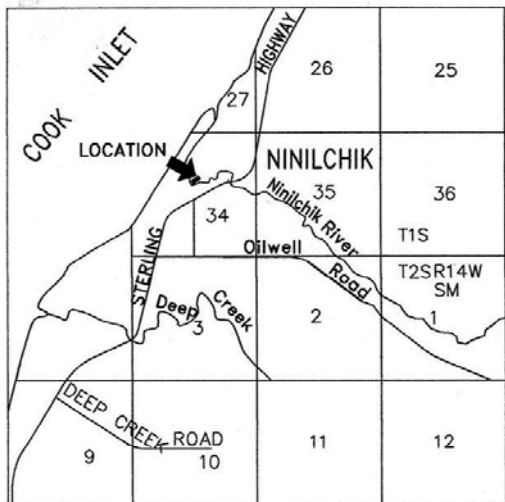 COOK INLET
HIGHWAY
26
25
27
LOCATION
NINILCHIK
Ninilchik River
35
36
34
T1S
Oilwell Road
T2SR14W
SM
STERLING
Deep Creek
3
2
1
DEEP CREEK ROAD
9
10
11
12